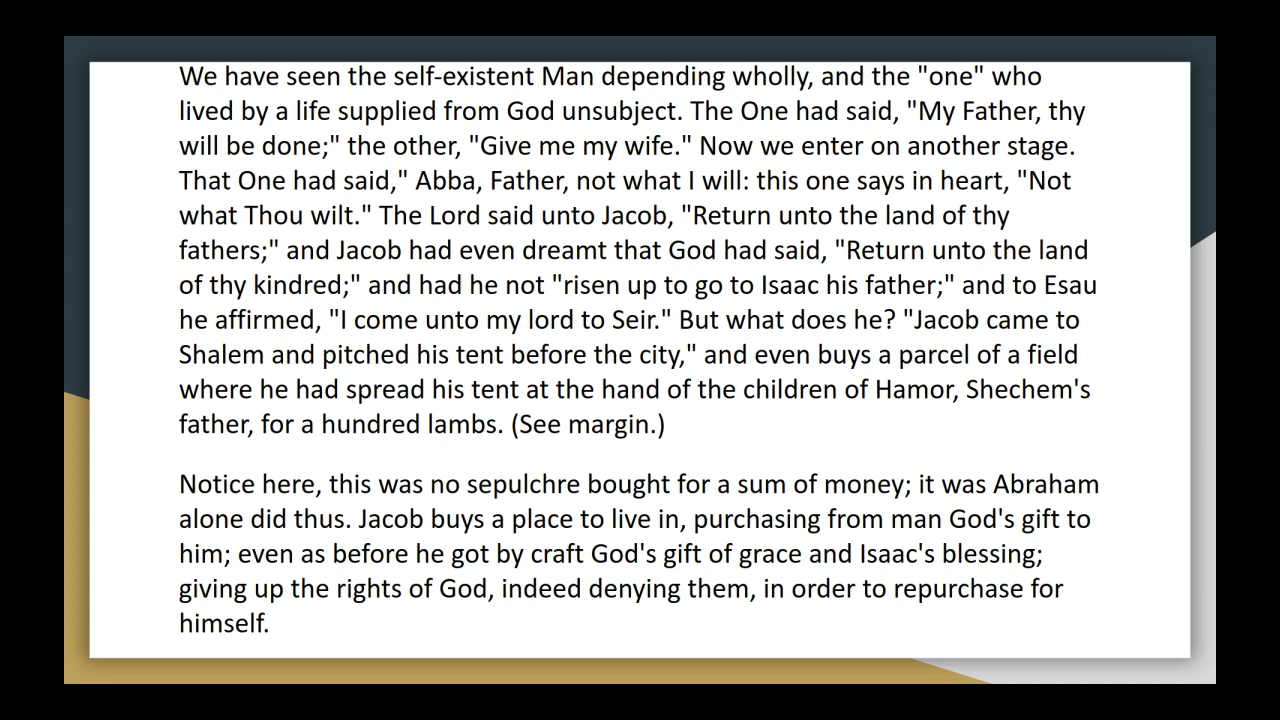 We have seen the self-existent Man depending wholly, and the "one" who
lived by a life supplied from God unsubject. The One had said, "My Father, thy
will be done;" the other, "Give me my wife." Now we enter on another stage.
That One had said," Abba, Father, not what I will: this one says in heart, "Not
what Thou wilt." The Lord said unto Jacob, "Return unto the land of thy
fathers;" and Jacob had even dreamt that God had said, "Return unto the land
of thy kindred;" and had he not "risen up to go to Isaac his father;" and to Esau
he affirmed, "I come unto my lord to Seir." But what does he? "Jacob came to
Shalem and pitched his tent before the city," and even buys a parcel of a field
where he had spread his tent at the hand of the children of Hamor, Shechem's
father, for a hundred lambs. (See margin.)
Notice here, this was no sepulchre bought for a sum of money; it was Abraham
alone did thus. Jacob buys a place to live in, purchasing from man God's gift to
him; even as before he got by craft God's gift of grace and Isaac's blessing;
giving up the rights of God, indeed denying them, in order to repurchase for
himself.